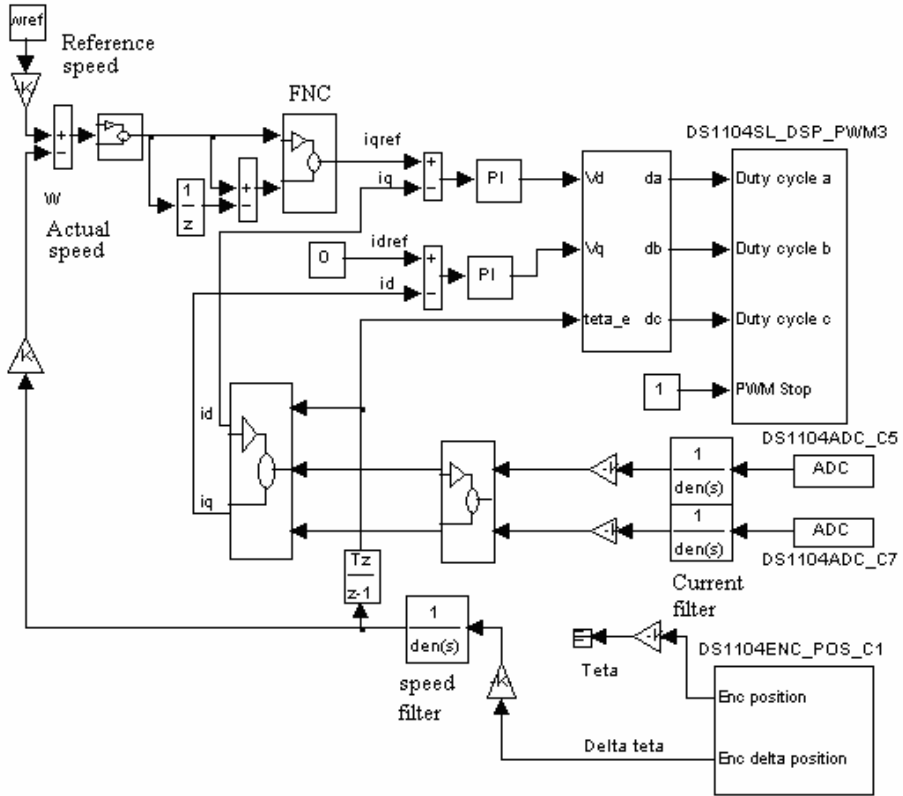 wref
Reference
speed
K
FNC
DS1104SL_DSP_PWM3
+
−
iqref
iq
+
−
PI
Vd
da
Duty cycle a
1
z
+
−
W
Actual
speed
idref
0
id
+
−
PI
Vq
db
Duty cycle b
teta_e
dc
Duty cycle c
K
1
PWM Stop
id
iq
DS1104ADC_C5
1
den(s)
ADC
1
den(s)
ADC
DS1104ADC_C7
Tz
z-1
Current
filter
1
den(s)
speed
filter
K
Teta
DS1104ENC_POS_C1
Enc position
Delta teta
Enc delta position